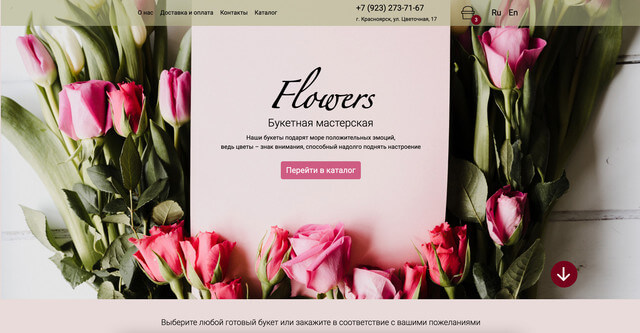 О нас Доставка и оплата Контакты Каталог
+7 (923) 273-71-67
г. Красноярск, ул. Цветочная, 17
3
Ru En
Flowers
Букетная мастерская
Наши букеты подарят море положительных эмоций,
ведь цветы – знак внимания, способный надолго поднять настроение
Перейти в каталог
Выберите любой готовый букет или закажите в соответствие с вашими пожеланиями